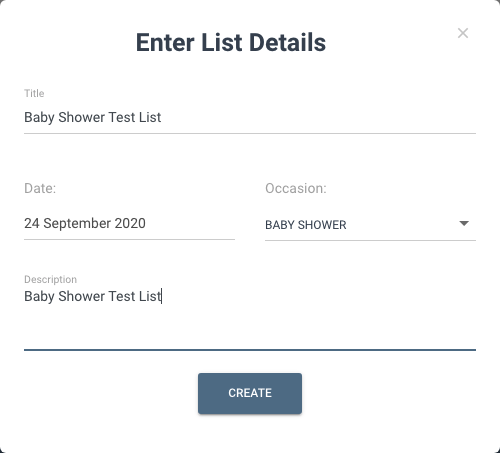 Enter List Details
Title
Baby Shower Test List
Date:
Occasion:
24 September 2020
BABY SHOWER
Description
Baby Shower Test List
CREATE